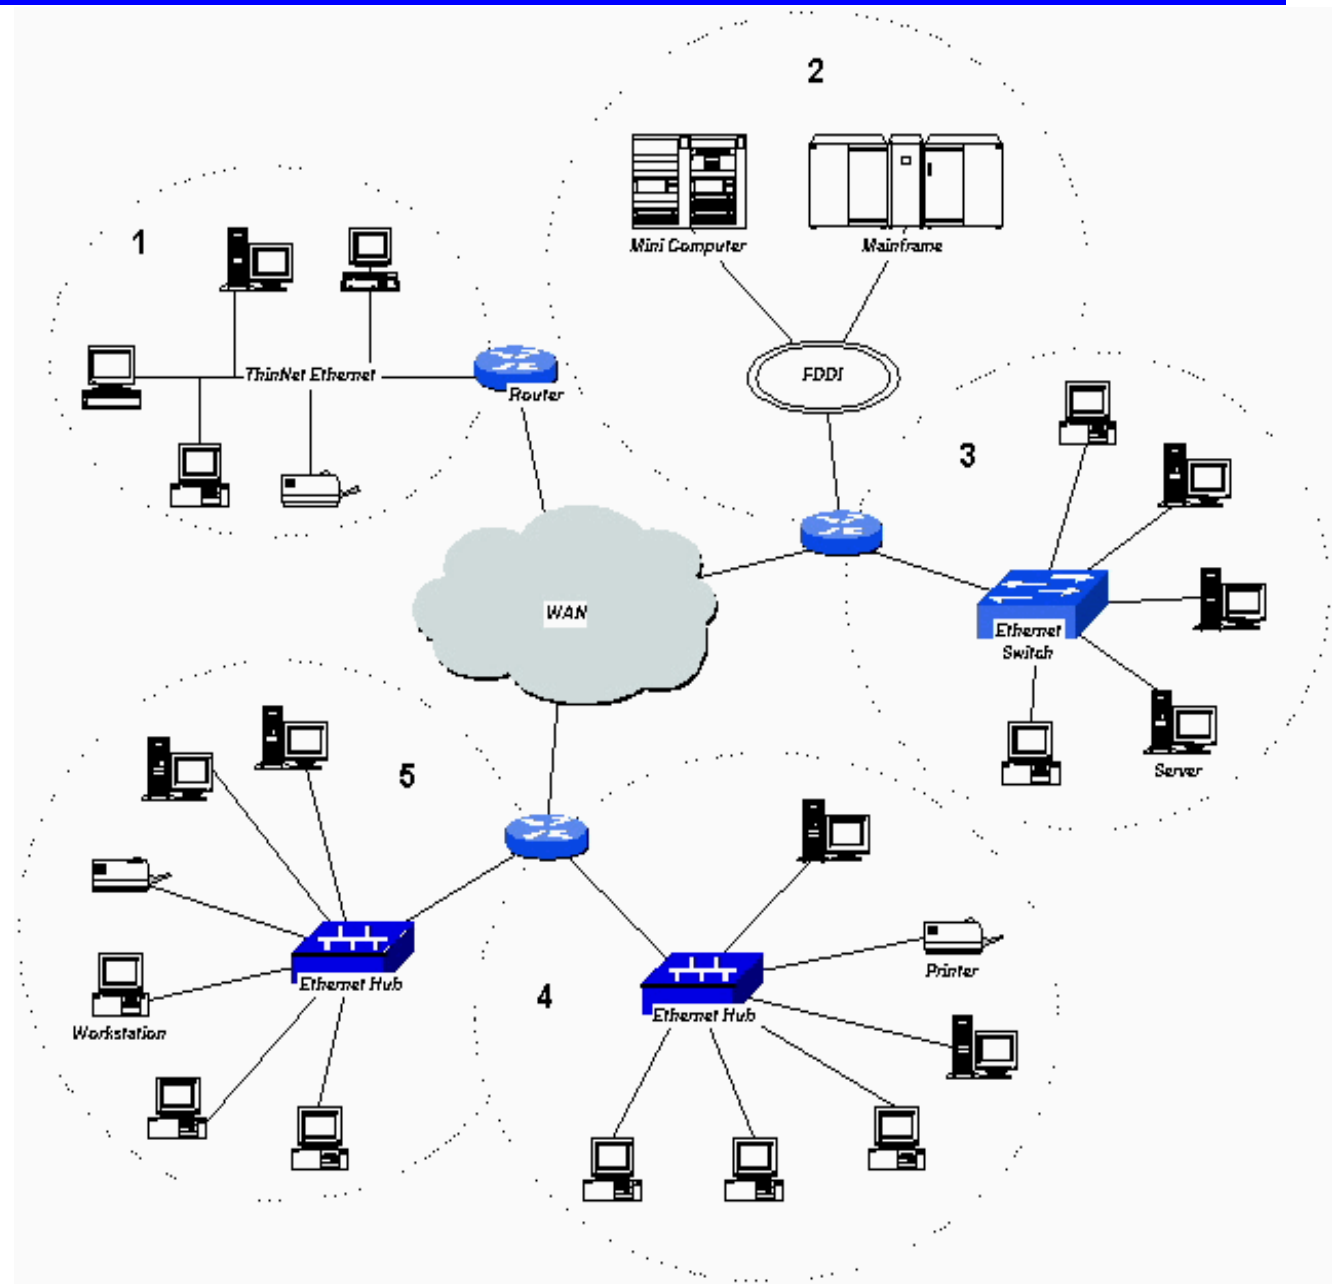 2
1
Mini Computer
Mainframe
ThinNet Ethernet
FDDI
Router
3
WAN
Ethernet
Switch
Server
5
Ethernet Hub
Printer
4
Ethernet Hub
Workstation